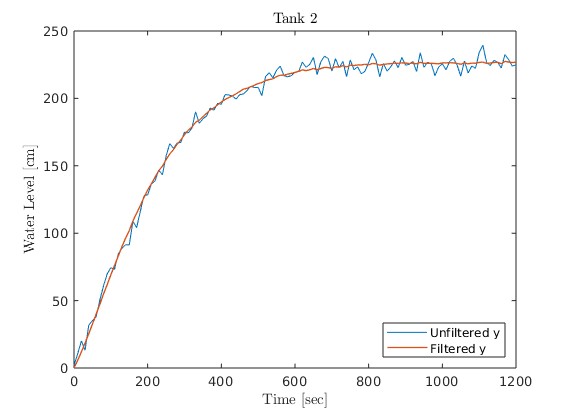 Tank 2
250
200
150
100
50
0
Water Level [cm]
0 200 400 600 800 1000 1200
Time [sec]
Unfiltered y
Filtered y